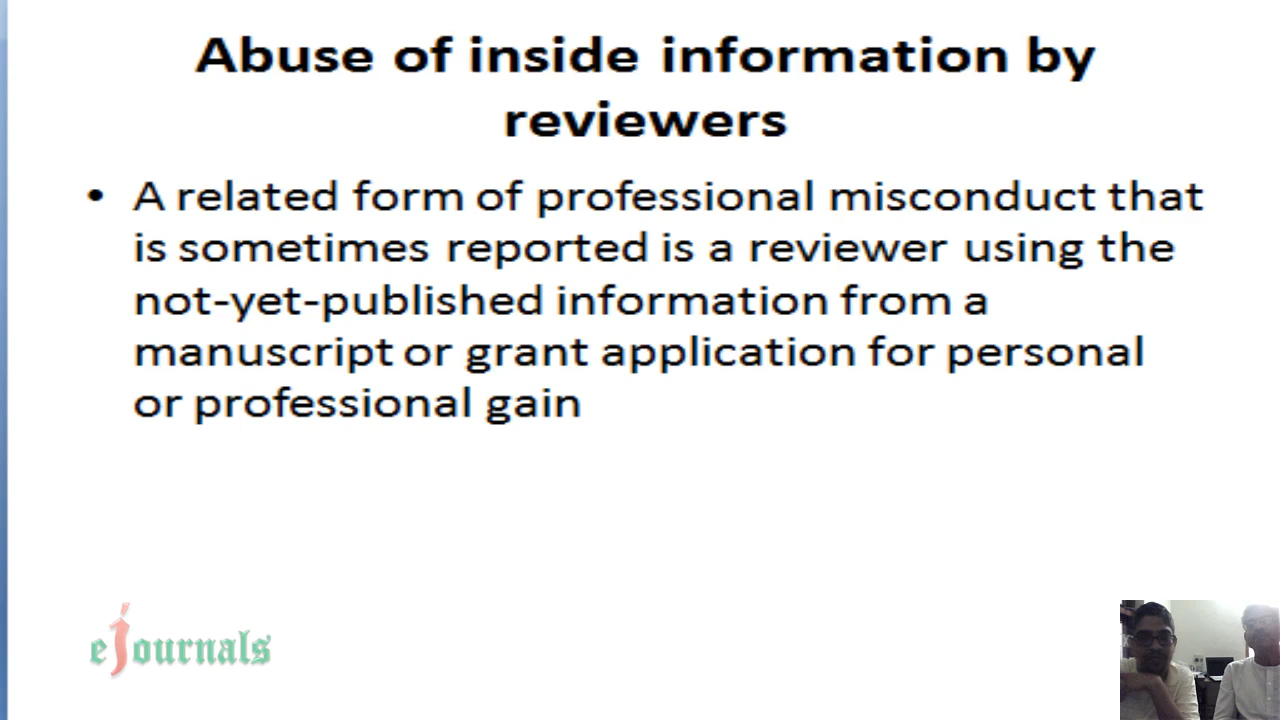 Abuse of inside information by
reviewers
• A related form of professional misconduct that
is sometimes reported is a reviewer using the
not-yet-published information from a
manuscript or grant application for personal
or professional gain
eJournals